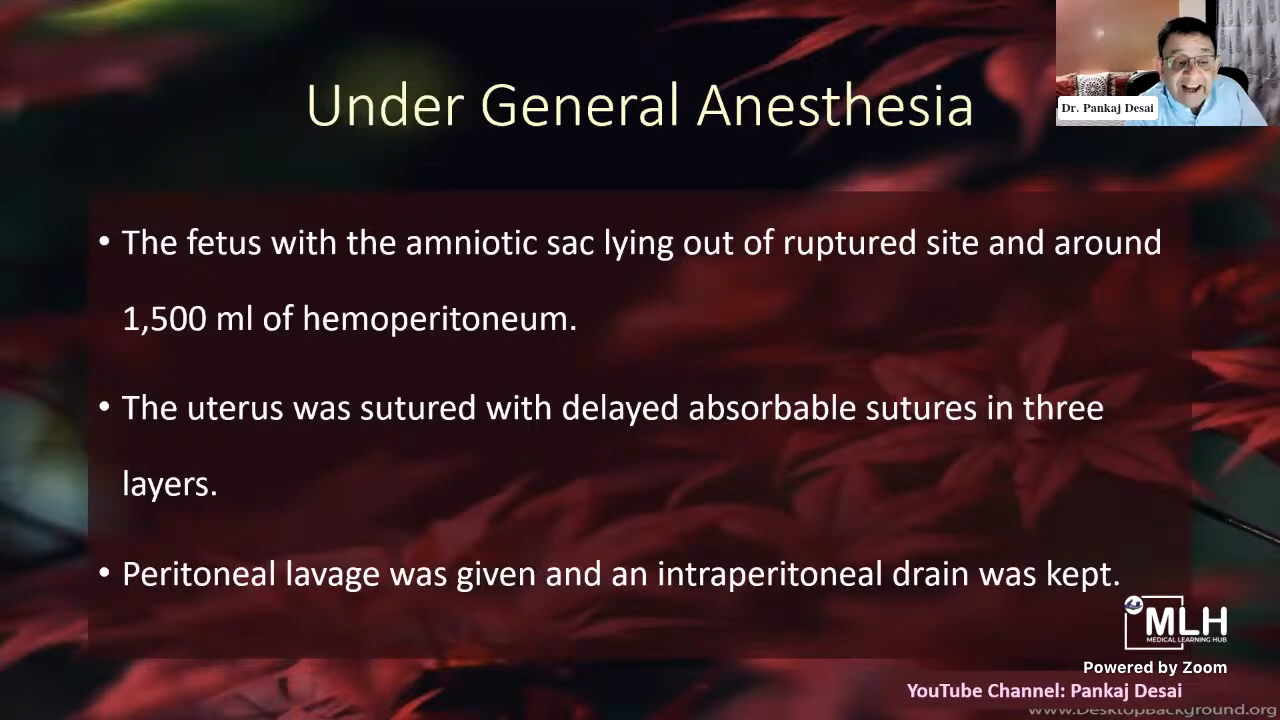 Under General Anesthesia
Dr. Pankaj Desai
• The fetus with the amniotic sac lying out of ruptured site and around
1,500 ml of hemoperitoneum.
• The uterus was sutured with delayed absorbable sutures in three
layers.
• Peritoneal lavage was given and an intraperitoneal drain was kept.
MLH
MEDICAL LEARNING HUB
Powered by Zoom
YouTube Channel: Pankaj Desai
www.DesktopBackground.org